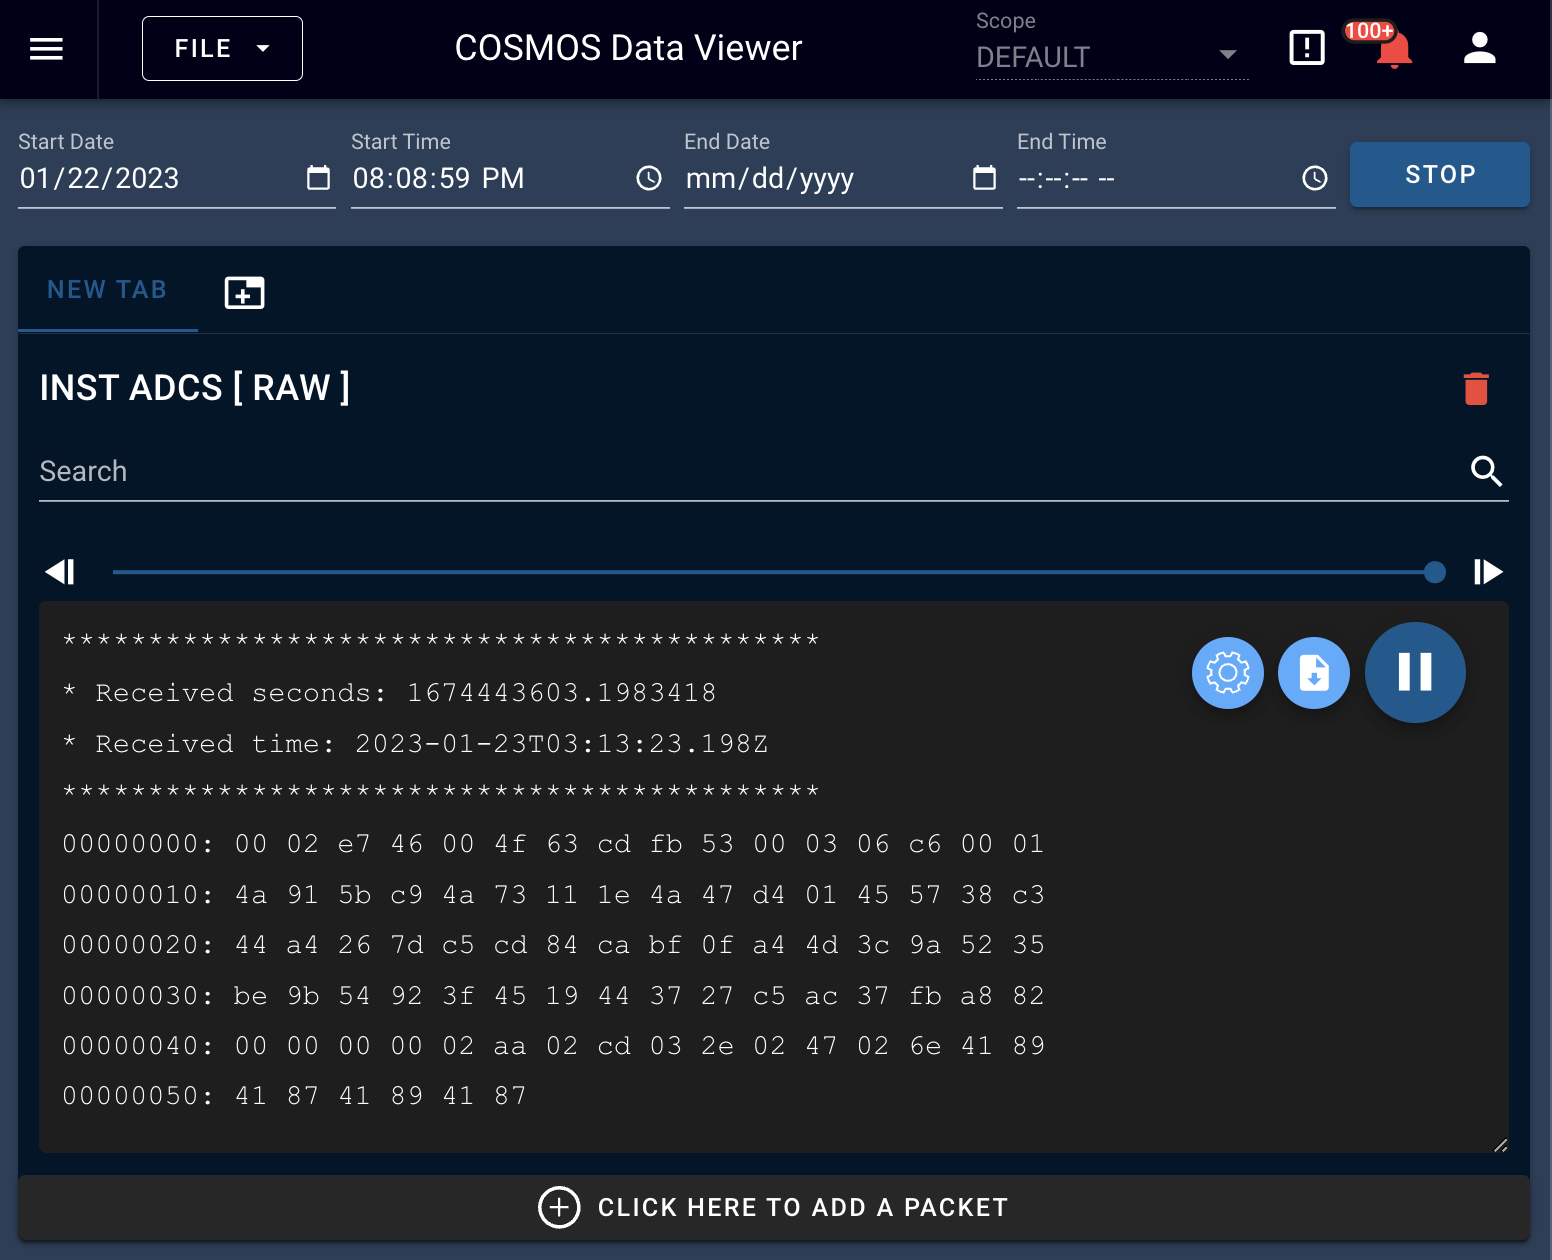 FILE
COSMOS Data Viewer
Scope
DEFAULT
100+
Start Date
01/22/2023
Start Time
08:08:59 PM
End Date
mm/dd/yyyy
End Time
--:--:-- --
STOP
NEW TAB
INST ADCS [ RAW ]
Search
********************************************
* Received seconds: 1674443603.1983418
* Received time: 2023-01-23T03:13:23.198Z
********************************************
00000000: 00 02 e7 46 00 4f 63 cd fb 53 00 03 06 c6 00 01
00000010: 4a 91 5b c9 4a 73 11 1e 4a 47 d4 01 45 57 38 c3
00000020: 44 a4 26 7d c5 cd 84 ca bf 0f a4 4d 3c 9a 52 35
00000030: be 9b 54 92 3f 45 19 44 37 27 c5 ac 37 fb a8 82
00000040: 00 00 00 00 02 aa 02 cd 03 2e 02 47 02 6e 41 89
00000050: 41 87 41 89 41 87
CLICK HERE TO ADD A PACKET